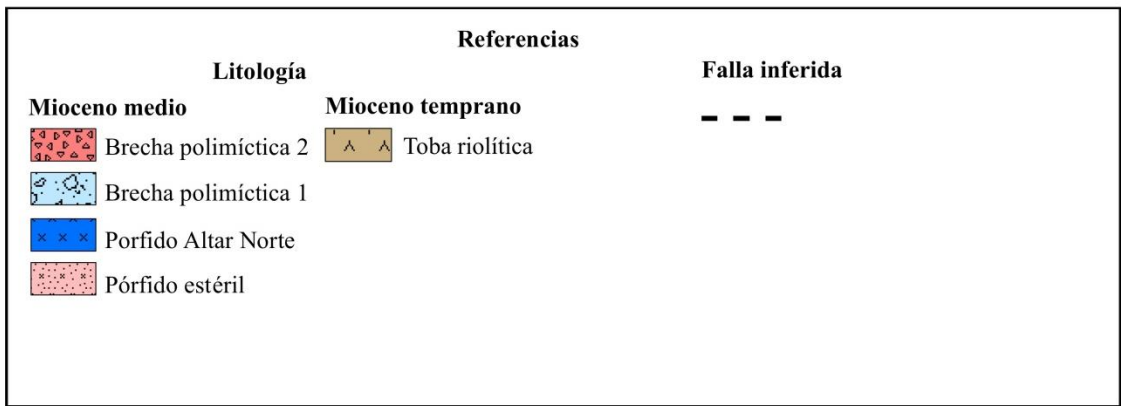 Referencias
Litología
Falla inferida
Mioceno medio
Mioceno temprano
Brecha polimíctica 2
Toba riolítica
Brecha polimíctica 1
Porfido Altar Norte
Pórfido estéril